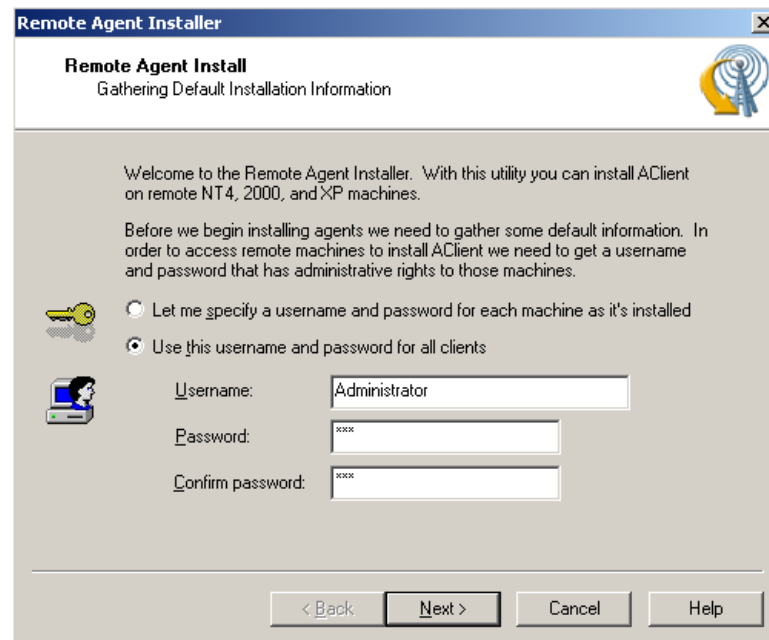 Remote Agent Installer
Remote Agent Install
Gathering Default Installation Information
Welcome to the Remote Agent Installer. With this utility you can install AClient
on remote NT4, 2000, and XP machines.
Before we begin installing agents we need to gather some default information. In
order to access remote machines to install AClient we need to get a username
and password that has administrative rights to those machines.
Let me specify a username and password for each machine as it's installed
Use this username and password for all clients
Username: Administrator
Password: ***
Confirm password: ***
< Back Next > Cancel Help